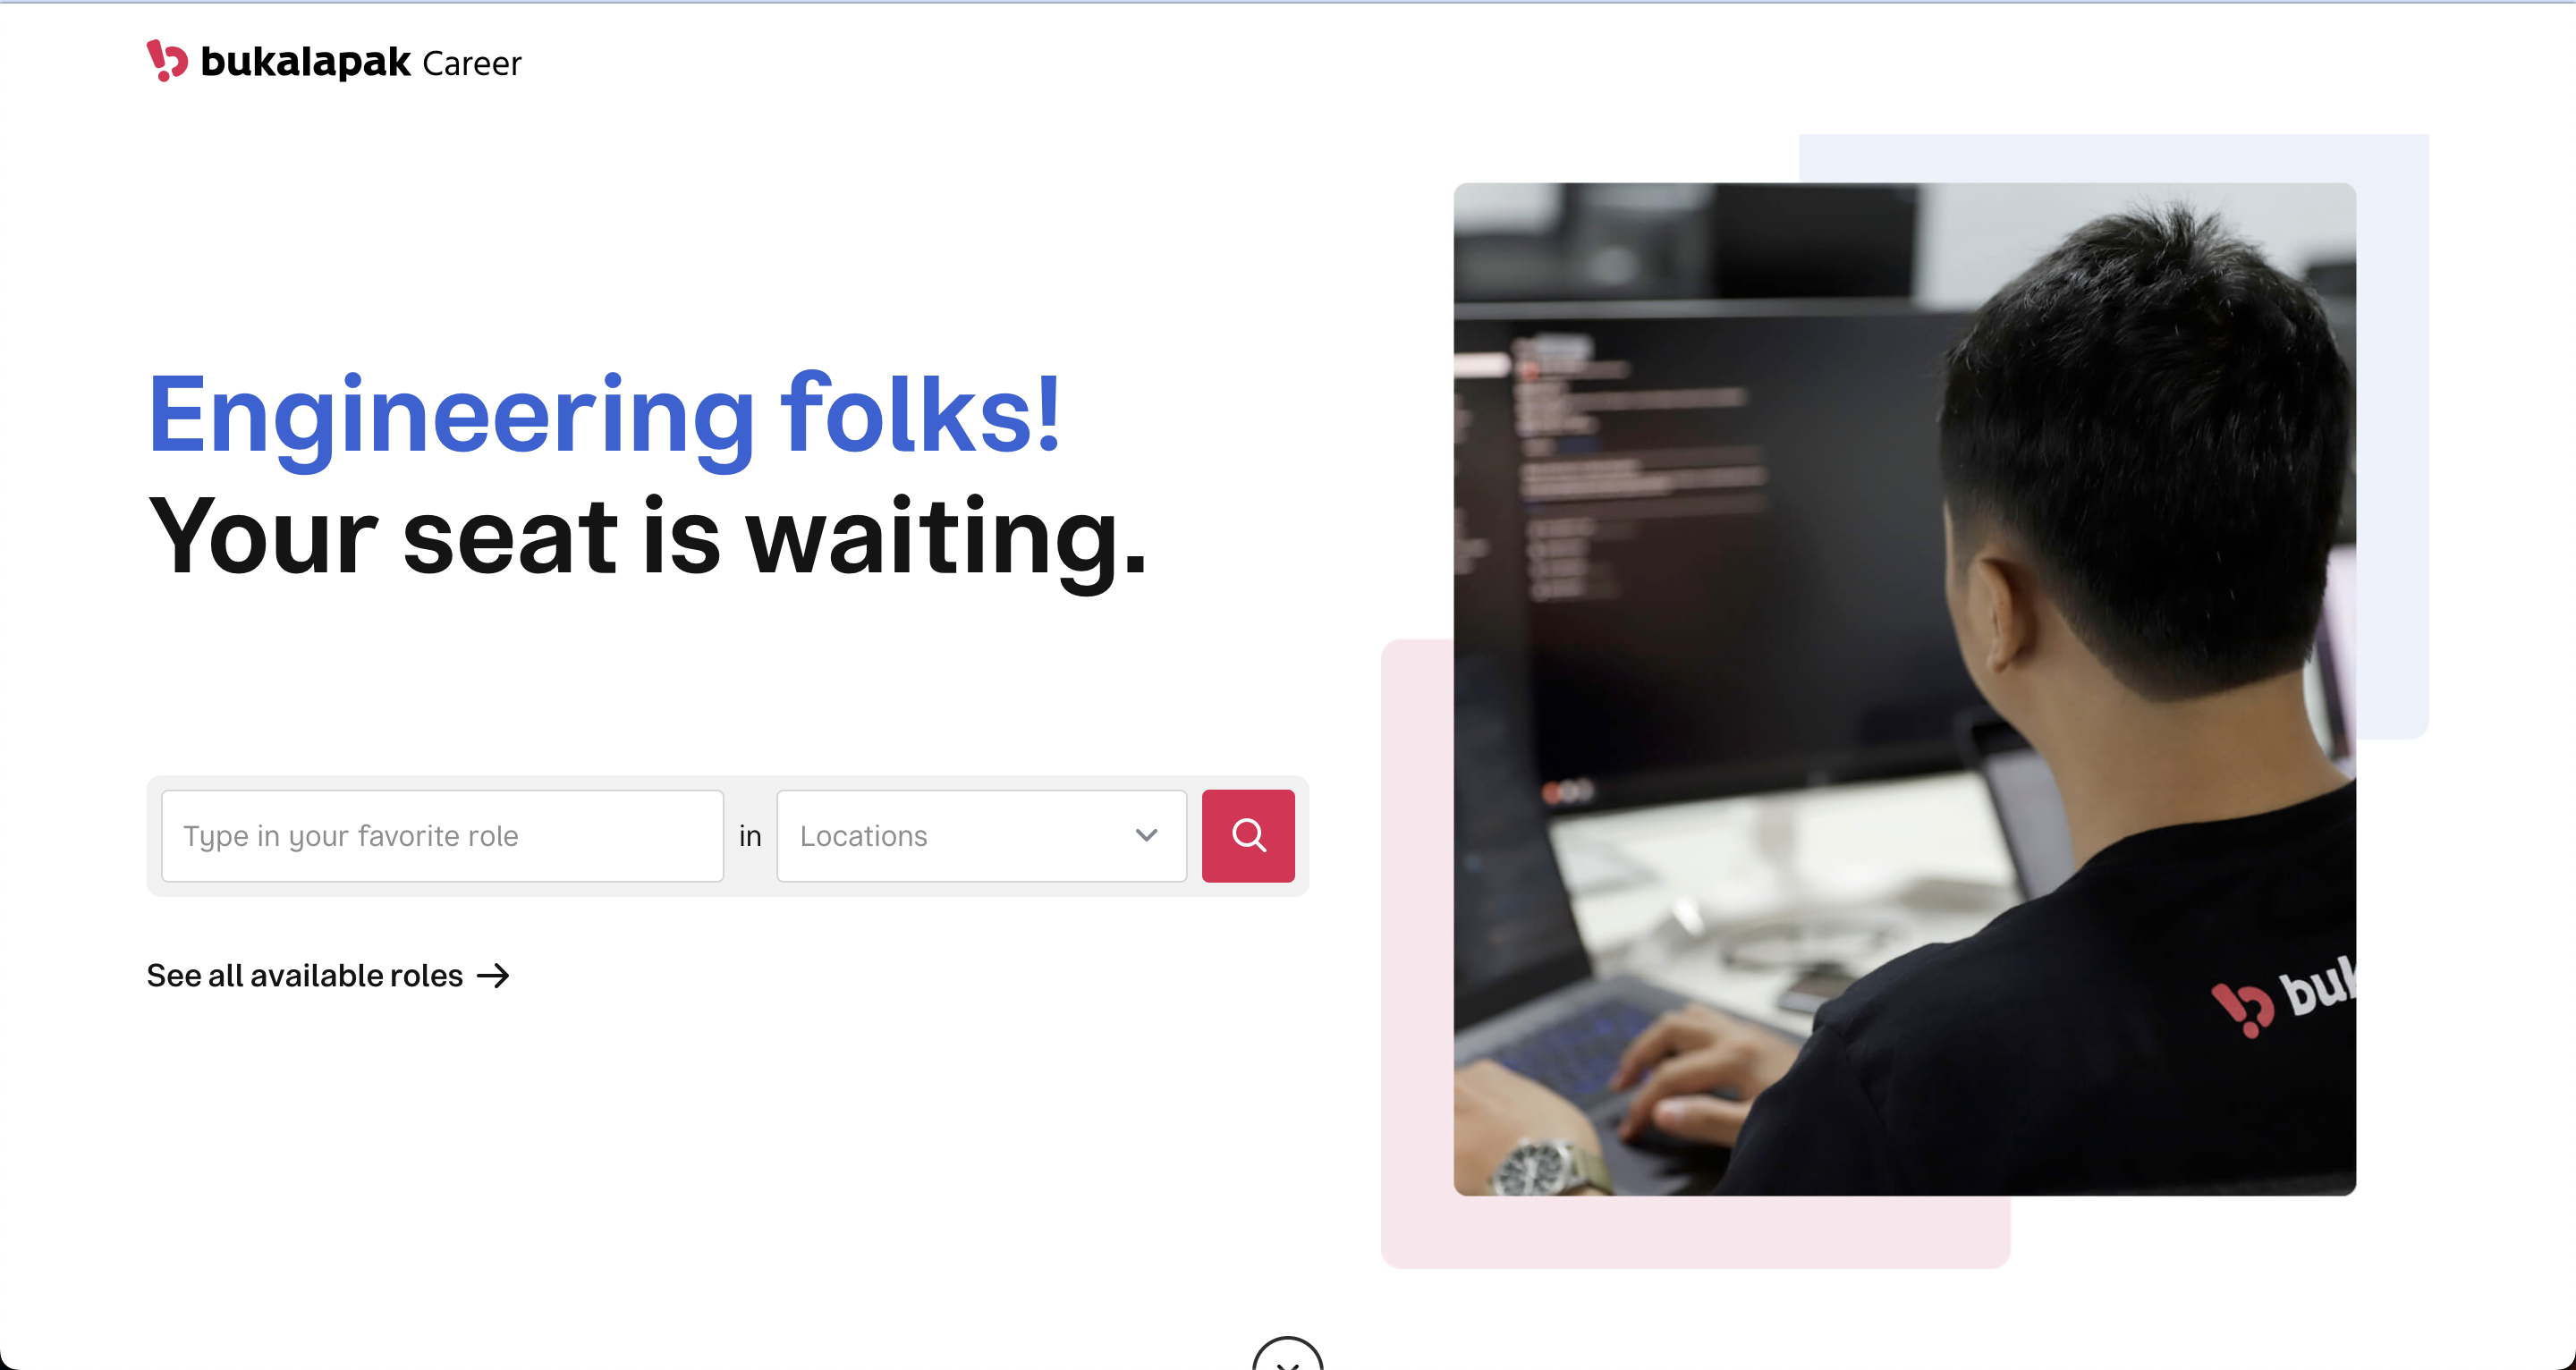 bukalapak Career
Engineering folks!
Your seat is waiting.
Type in your favorite role
in
Locations
See all available roles
buk